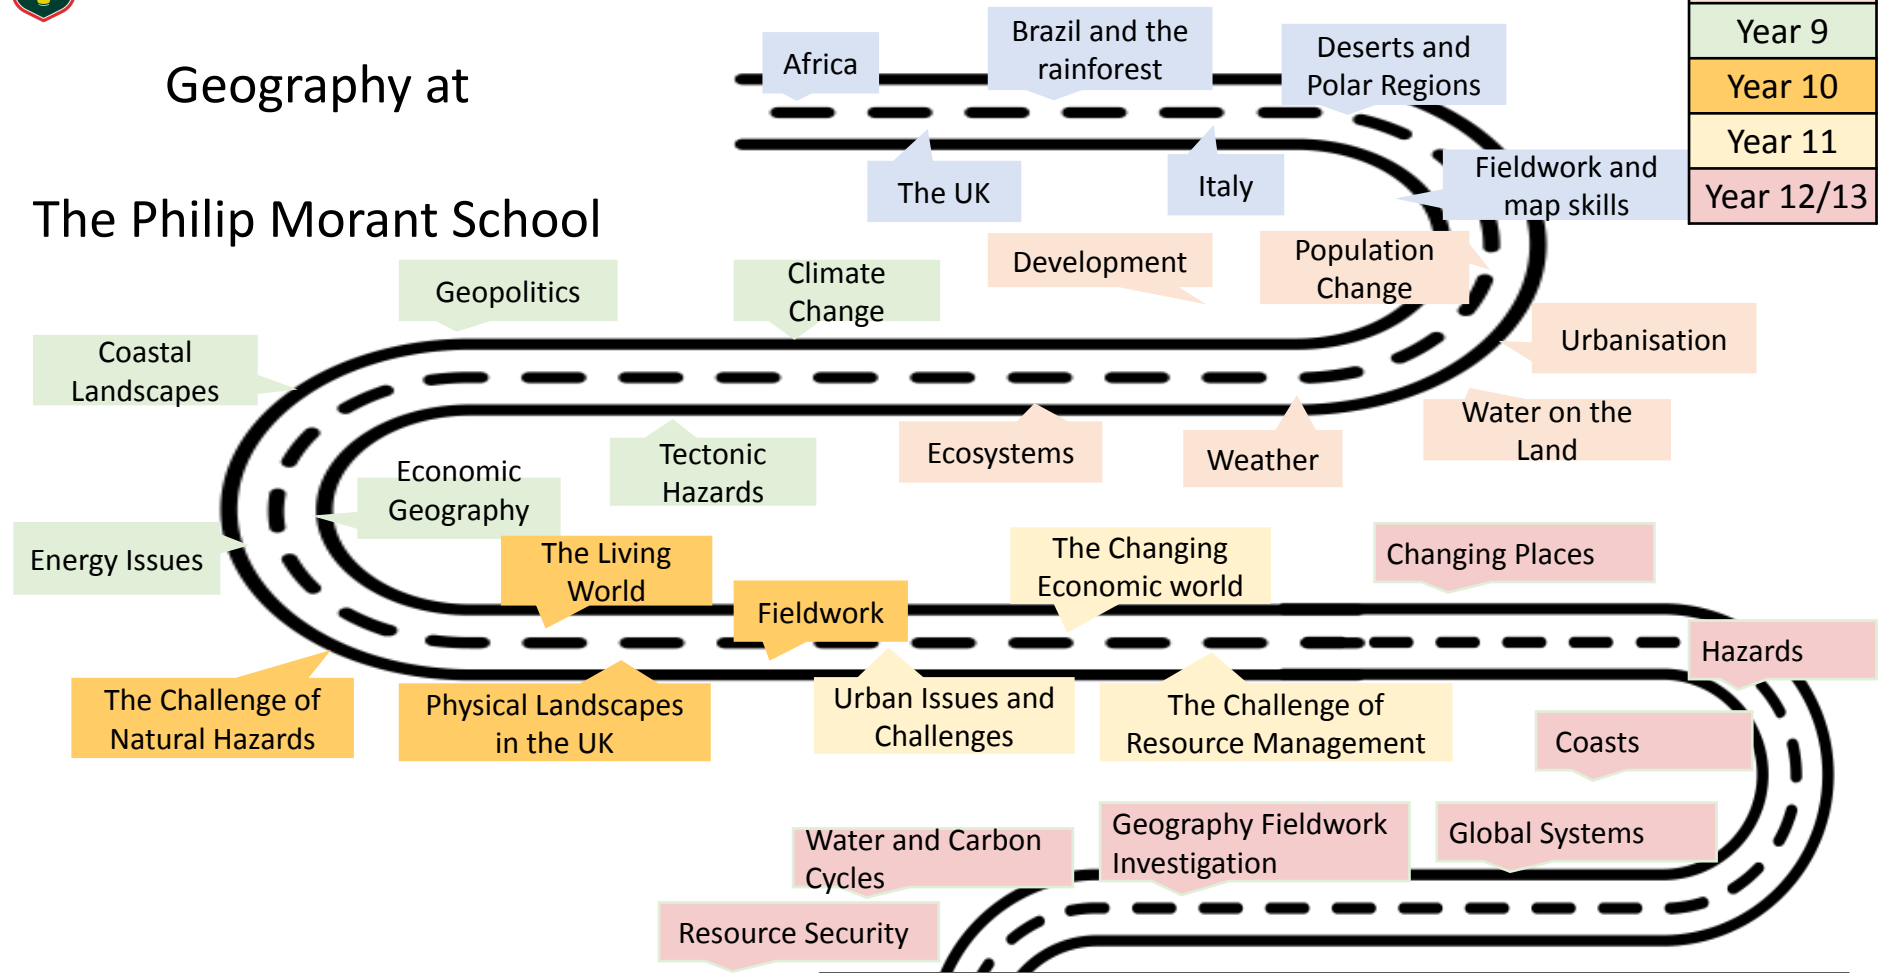 Geography at
The Philip Morant School
Year 9
Year 10
Year 11
Year 12/13
Africa
Brazil and the
rainforest
Deserts and
Polar Regions
The UK
Italy
Fieldwork and
map skills
Development
Population
Change
Urbanisation
Water on the
Land
Weather
Ecosystems
Climate
Change
Geopolitics
Tectonic
Hazards
Coastal
Landscapes
Economic
Geography
Energy Issues
The Challenge of
Natural Hazards
The Living
World
Physical Landscapes
in the UK
Fieldwork
Urban Issues and
Challenges
The Changing
Economic world
The Challenge of
Resource Management
Changing Places
Hazards
Coasts
Global Systems
Geography Fieldwork
Investigation
Water and Carbon
Cycles
Resource Security